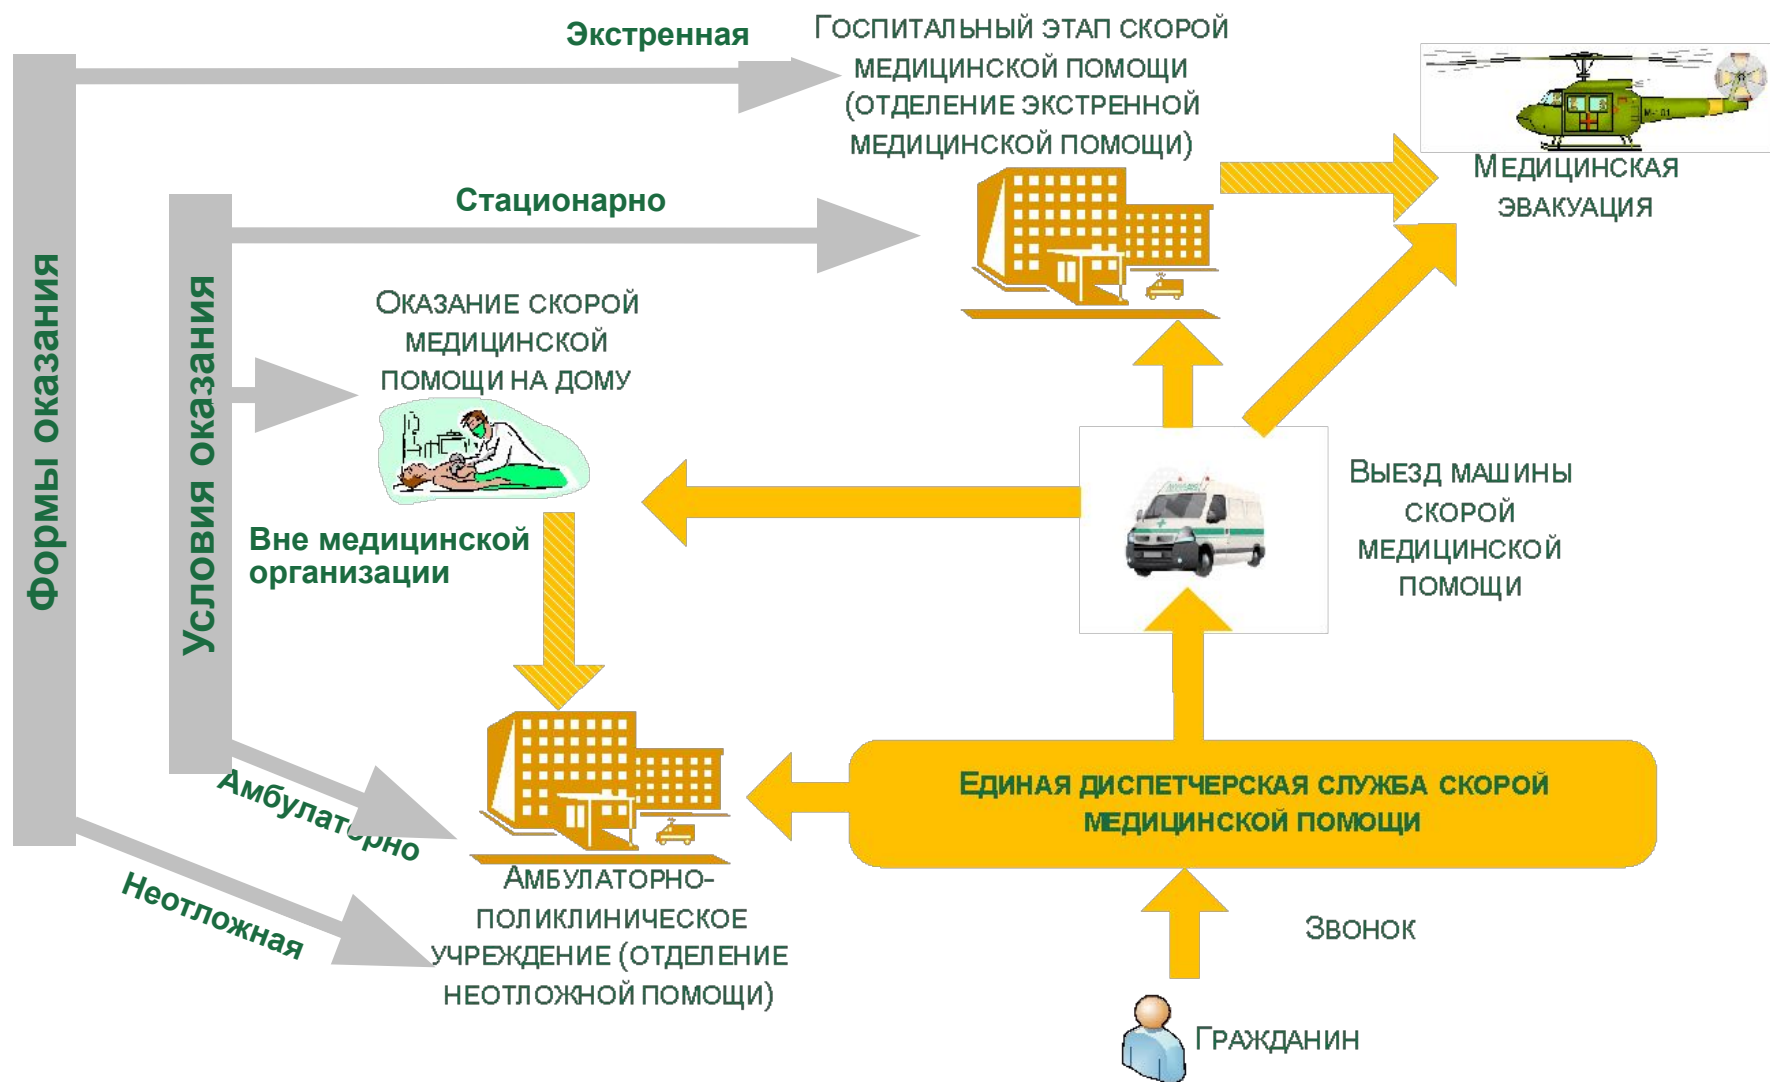 Экстренная
ГОСПИТАЛЬНЫЙ ЭТАП СКОРОЙ
МЕДИЦИНСКОЙ ПОМОЩИ
(ОТДЕЛЕНИЕ ЭКСТРЕННОЙ
МЕДИЦИНСКОЙ ПОМОЩИ)
М-101
МЕДИЦИНСКАЯ
ЭВАКУАЦИЯ
Стационарно
Формы оказания
Условия оказания
ОКАЗАНИЕ СКОРОЙ
МЕДИЦИНСКОЙ
ПОМОЩИ НА ДОМУ
Вне медицинской
организации
ВЫЕЗД МАШИНЫ
СКОРОЙ
МЕДИЦИНСКОЙ
ПОМОЩИ
Амбулаторно
Неотложная
ЕДИНАЯ ДИСПЕТЧЕРСКАЯ СЛУЖБА СКОРОЙ
МЕДИЦИНСКОЙ ПОМОЩИ
АМБУЛАТОРНО-
ПОЛИКЛИНИЧЕСКОЕ
УЧРЕЖДЕНИЕ (ОТДЕЛЕНИЕ
НЕОТЛОЖНОЙ ПОМОЩИ)
ЗВОНОК
ГРАЖДАНИН